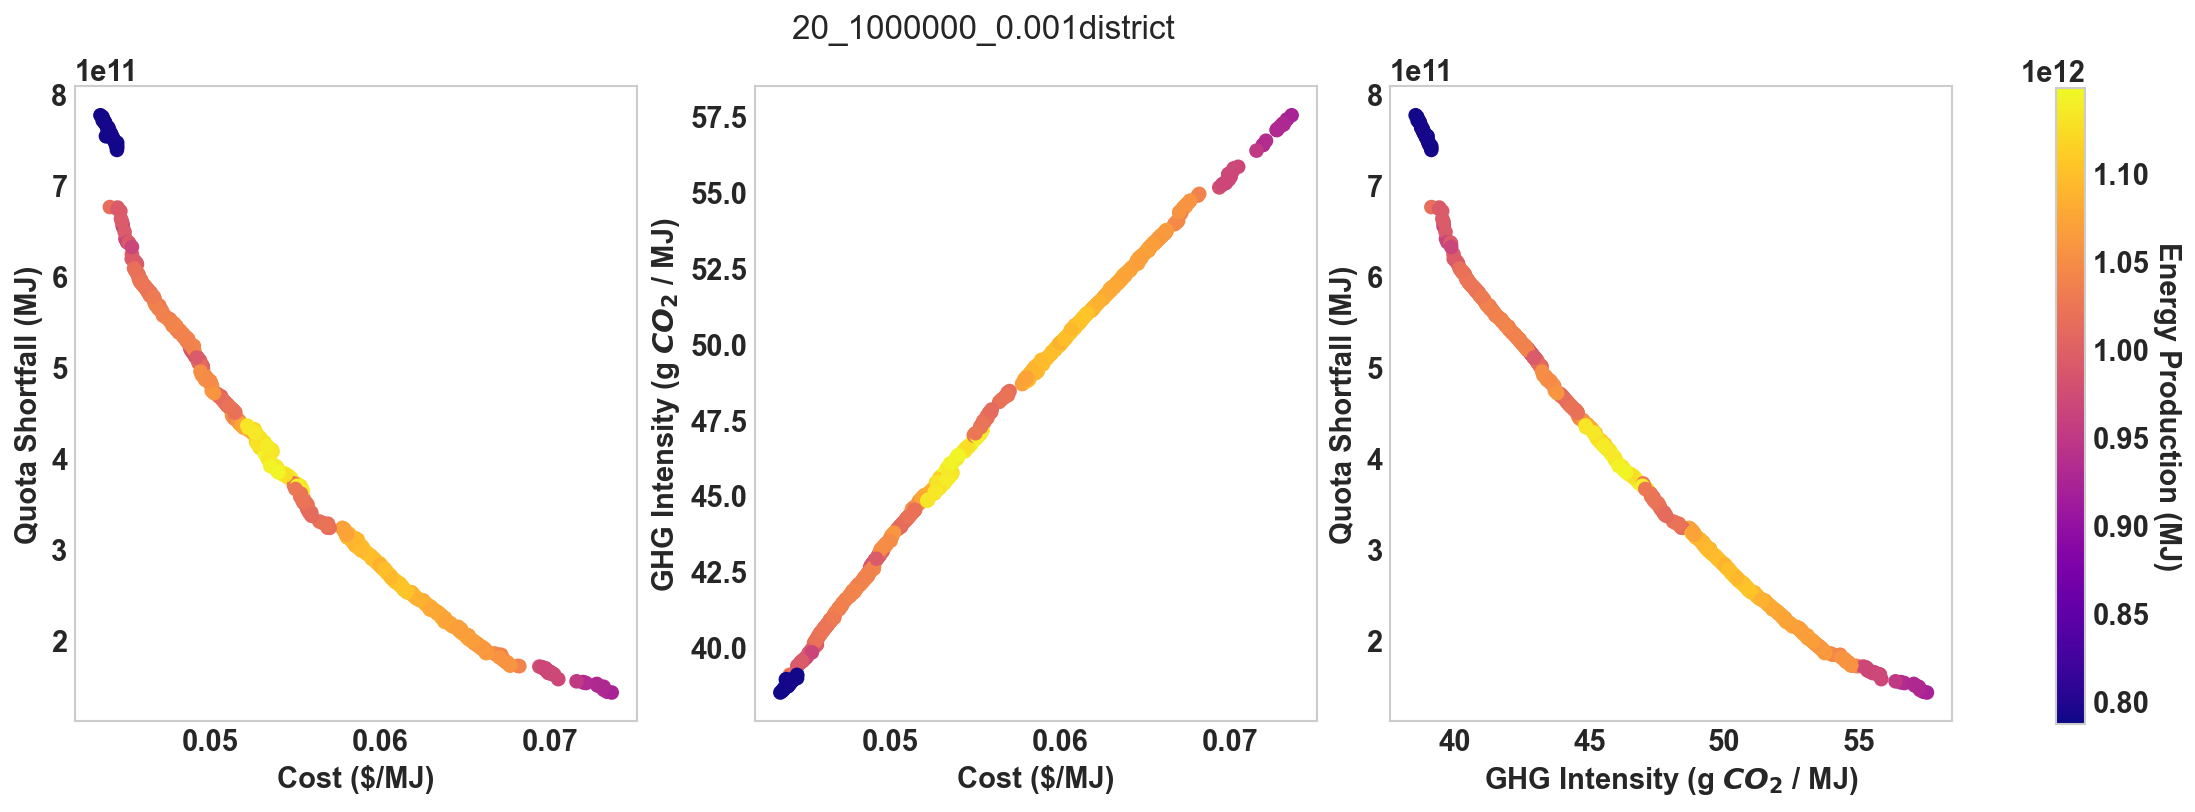 20_1000000_0.001district
1e11
8
7
6
5
4
3
2
Quota Shortfall (MJ)
0.05 0.06 0.07
Cost ($/MJ)
57.5
55.0
52.5
50.0
47.5
45.0
42.5
40.0
GHG Intensity (g CO₂ / MJ)
0.05 0.06 0.07
Cost ($/MJ)
1e11
8
7
6
5
4
3
2
Quota Shortfall (MJ)
40 45 50 55
GHG Intensity (g CO₂ / MJ)
1e12
1.10
1.05
1.00
0.95
0.90
0.85
0.80
Energy Production (MJ)